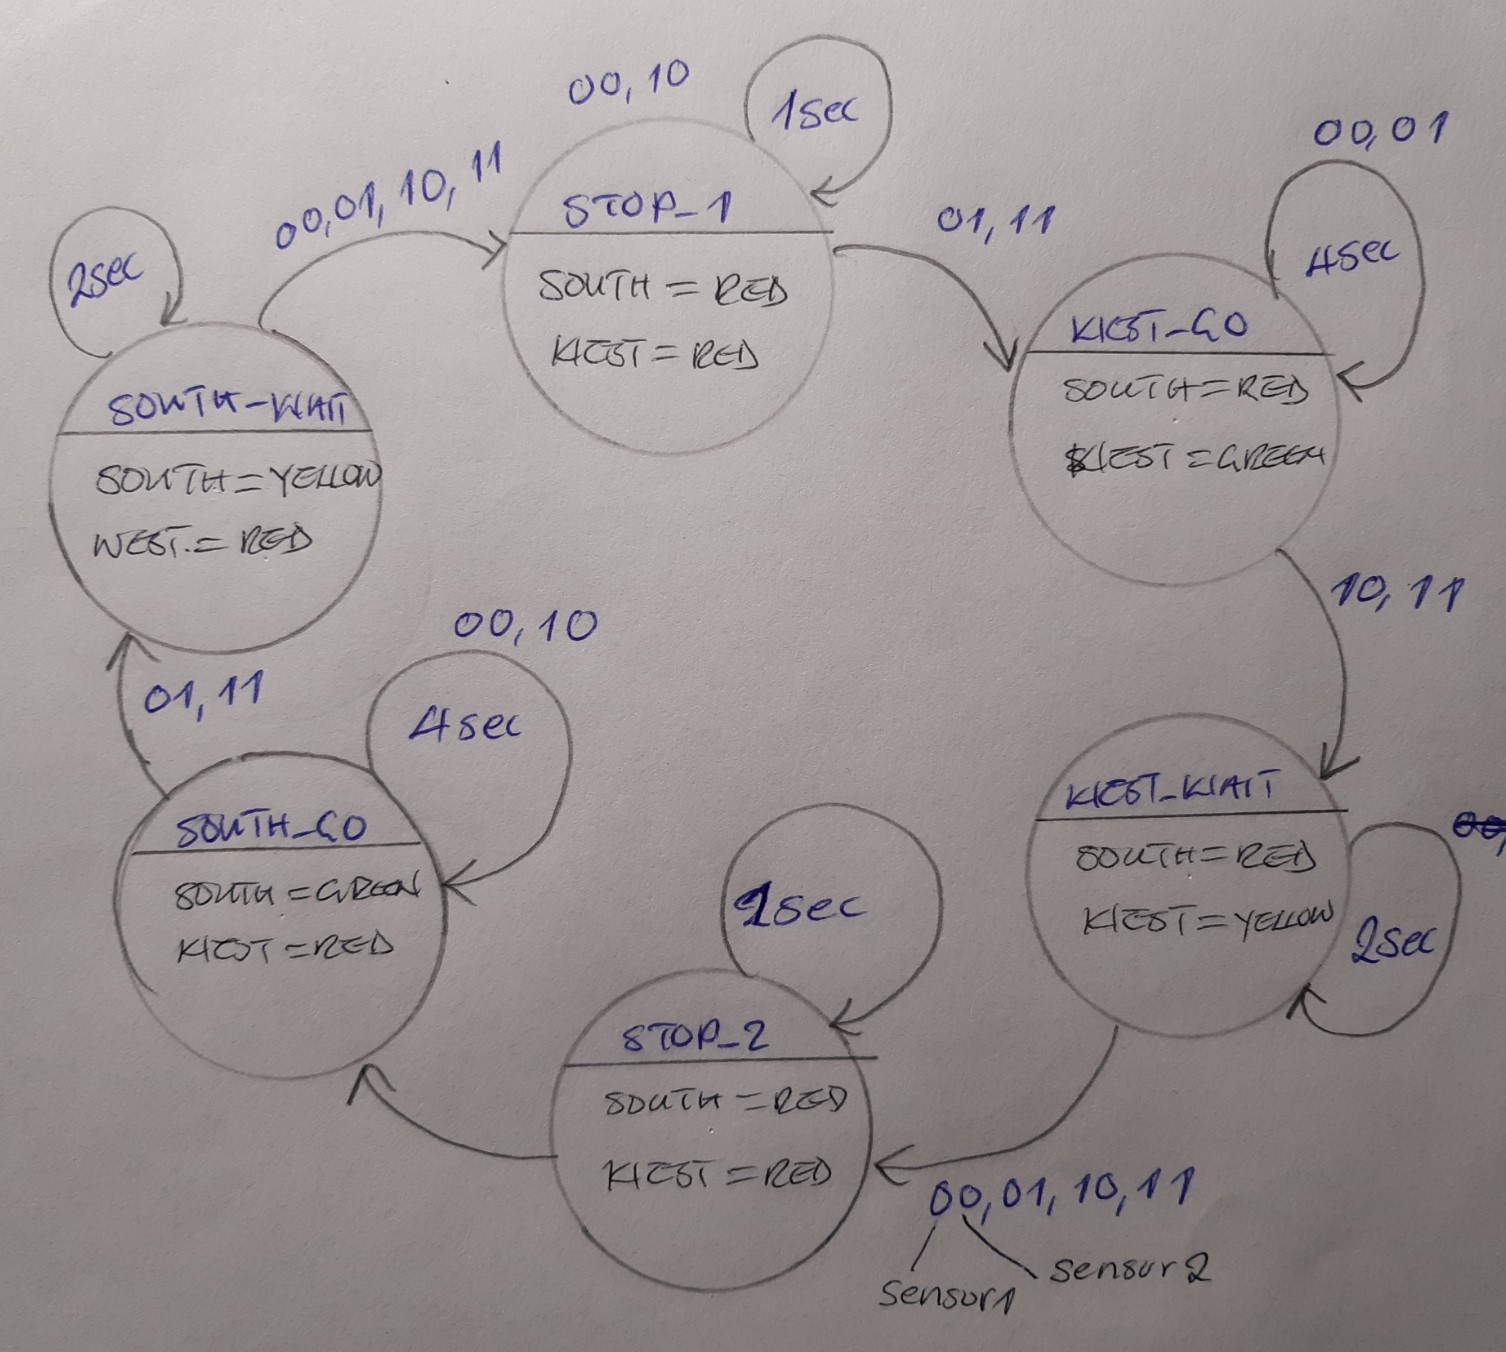 00, 10
1sec
00,01,10,11
STOP_1
SOUTH = RED
WEST = RED
01, 11
00,01
4sec
WEST_GO
SOUTH = RED
WEST = GREEN
2sec
SOUTH_WAIT
SOUTH = YELLOW
WEST = RED
10, 11
00, 10
4sec
01, 11
SOUTH_GO
SOUTH = GREEN
WEST = RED
WEST_WAIT
SOUTH = RED
WEST = YELLOW
00,
2sec
1sec
STOP_2
SOUTH = RED
WEST = RED
00,01,10,11
sensor1
sensor2